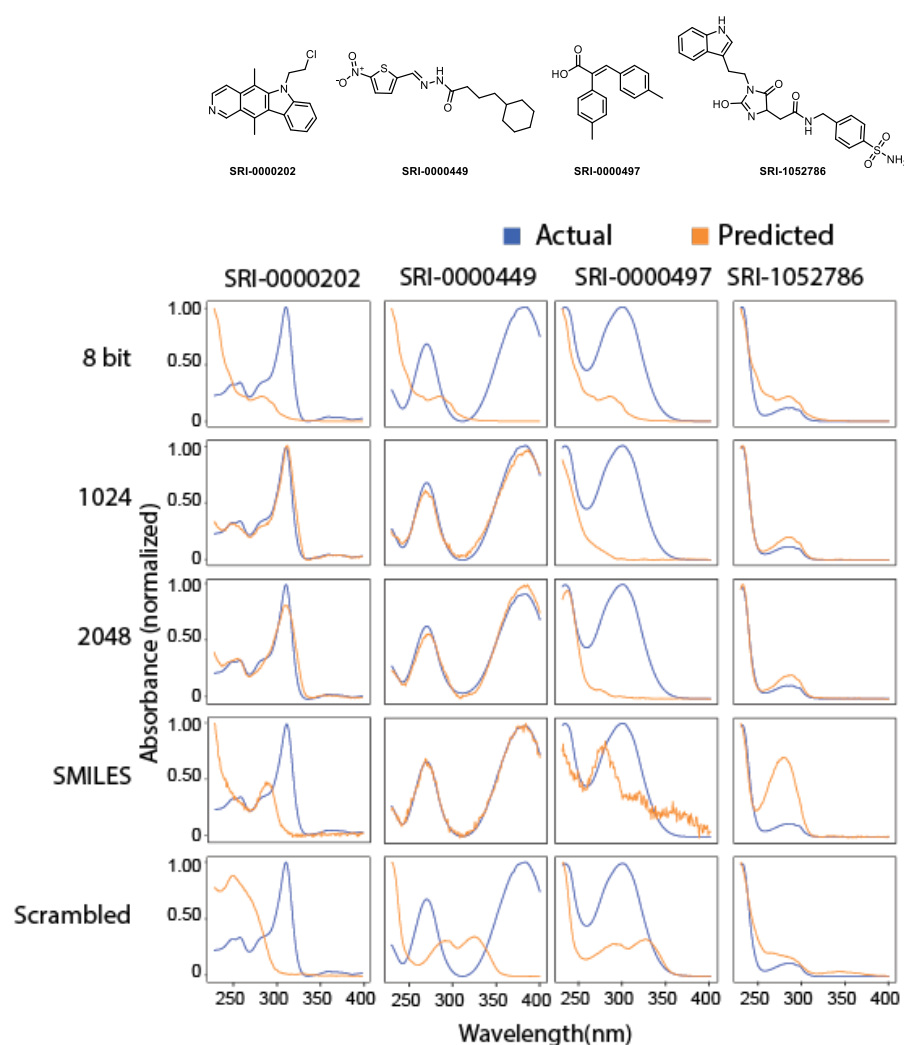 SRI-0000202 SRI-0000449 SRI-0000497 SRI-1052786
Cl
N
N
O
N+
-O
S
N
H
N
O
O
HO
H
N
N
O
HO
N
O
N
H
O
S
O
NH
Actual Predicted
SRI-0000202 SRI-0000449 SRI-0000497 SRI-1052786
8 bit
1.00
0.50
0
1024
1.00
0.50
0
2048
1.00
0.50
0
SMILES
1.00
0.50
0
Scrambled
1.00
0.50
0
Absorbance (normalized)
250 300 350 400 250 300 350 400 250 300 350 400 250 300 350 400
Wavelength(nm)